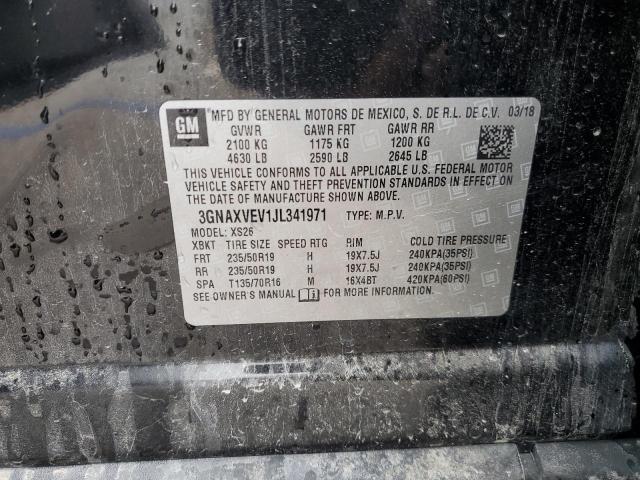 GM
MFD BY GENERAL MOTORS DE MEXICO, S. DE R.L. DE C.V. 03/18
GVWR GAWR FRT GAWR RR
2100 KG 1175 KG 1200 KG
4630 LB 2590 LB 2645 LB
THIS VEHICLE CONFORMS TO ALL APPLICABLE U.S. FEDERAL MOTOR
VEHICLE SAFETY AND THEFT PREVENTION STANDARDS IN EFFECT ON
THE DATE OF MANUFACTURE SHOWN ABOVE.
3GNAXVEV1JL341971 TYPE: M.P.V.
MODEL: XS26
XBKT TIRE SIZE SPEED RTG RIM COLD TIRE PRESSURE
FRT 235/50R19 H 19X7.5J 240KPA(35PSI)
RR 235/50R19 H 19X7.5J 240KPA(35PSI)
SPA T135/70R16 M 16X4BT 420KPA(60PSI)
SEE OWNER'S MANUAL FOR MORE INFORMATION.